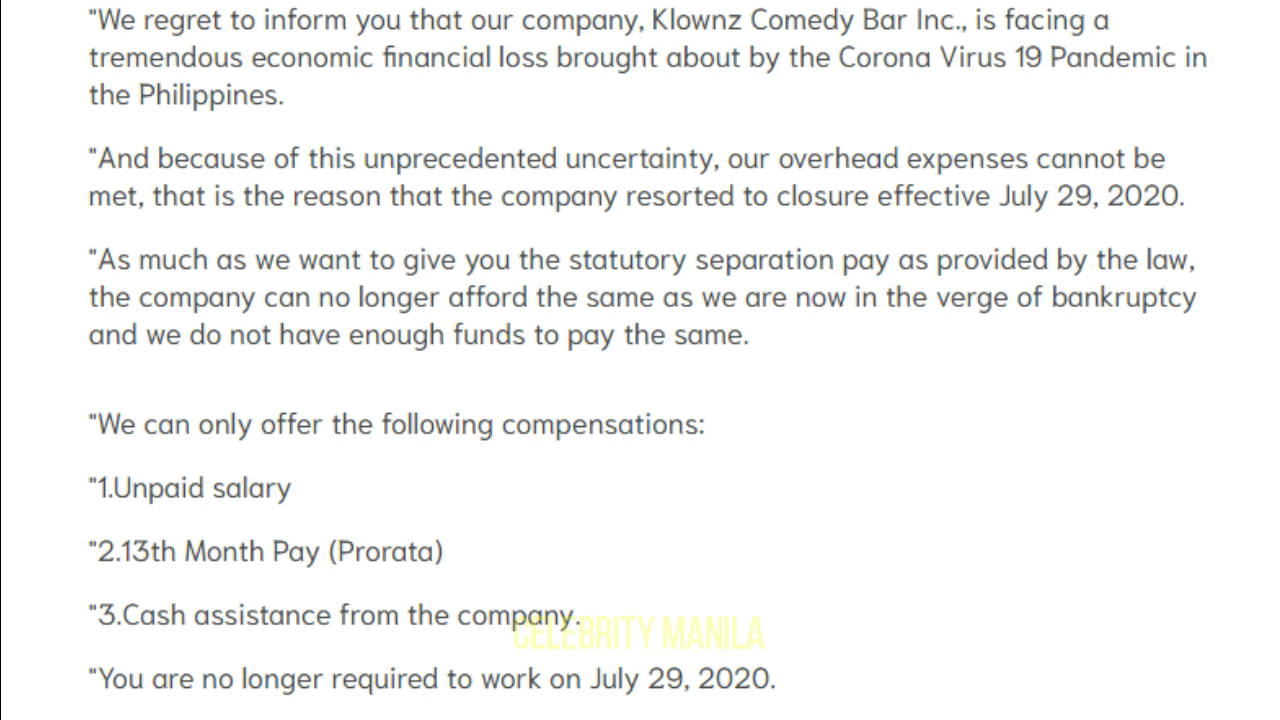 "We regret to inform you that our company, Klownz Comedy Bar Inc., is facing a
tremendous economic financial loss brought about by the Corona Virus 19 Pandemic in
the Philippines.
"And because of this unprecedented uncertainty, our overhead expenses cannot be
met, that is the reason that the company resorted to closure effective July 29, 2020.
"As much as we want to give you the statutory separation pay as provided by the law,
the company can no longer afford the same as we are now in the verge of bankruptcy
and we do not have enough funds to pay the same.
"We can only offer the following compensations:
"1.Unpaid salary
"2.13th Month Pay (Prorata)
"3.Cash assistance from the company.
CELEBRITY MANILA
"You are no longer required to work on July 29, 2020.